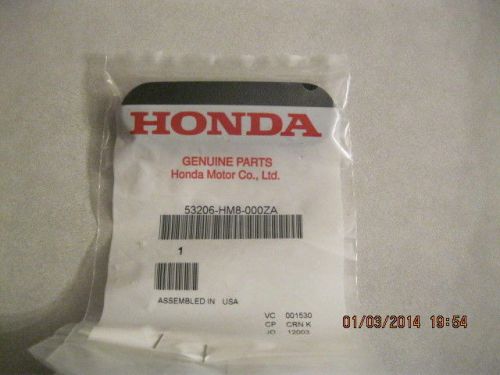 HONDA
GENUINE PARTS
Honda Motor Co., Ltd.
53206-HM8-000ZA
1
ASSEMBLED IN USA
VC 001530
CP CRN K
JO 12003
01/03/2014 19:54